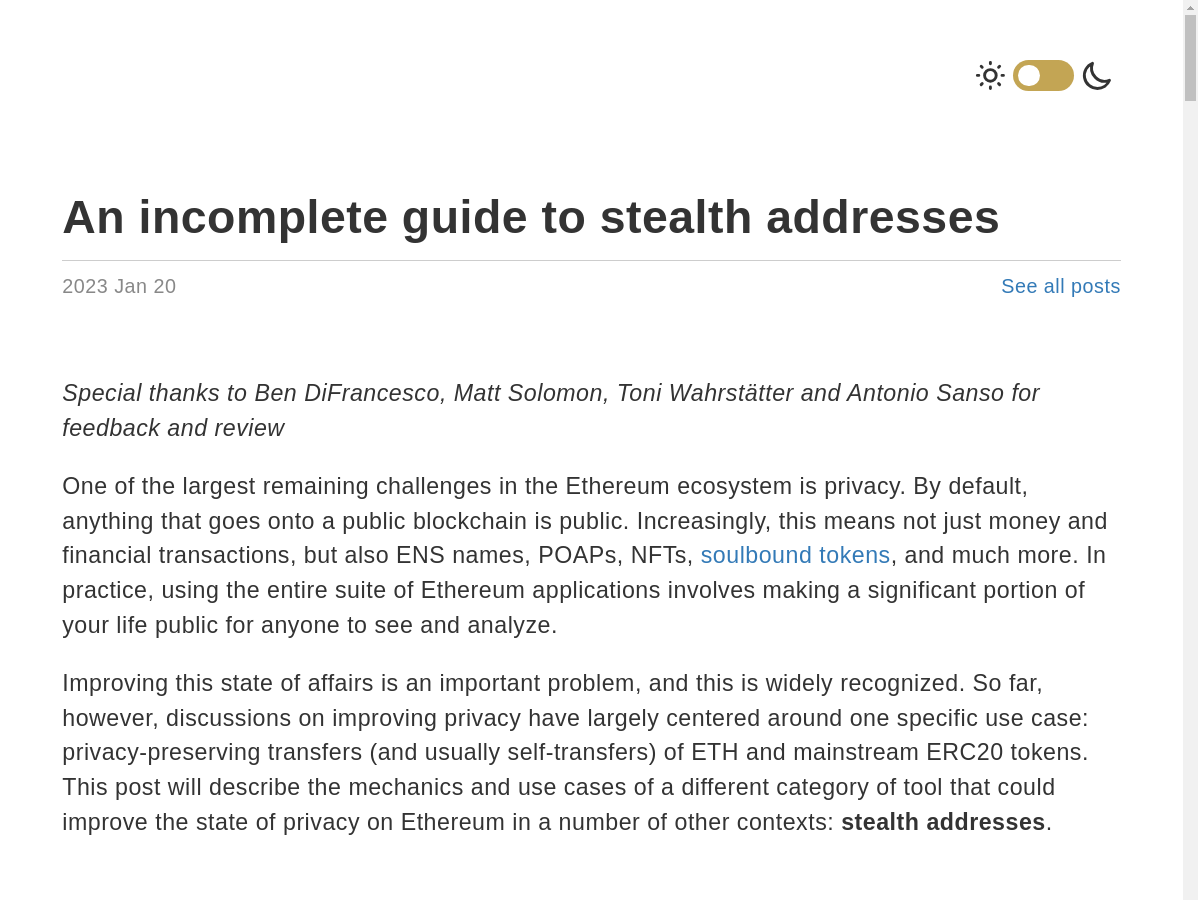 An incomplete guide to stealth addresses
2023 Jan 20
See all posts
Special thanks to Ben DiFrancesco, Matt Solomon, Toni Wahrstätter and Antonio Sanso for
feedback and review
One of the largest remaining challenges in the Ethereum ecosystem is privacy. By default,
anything that goes onto a public blockchain is public. Increasingly, this means not just money and
financial transactions, but also ENS names, POAPs, NFTs, soulbound tokens, and much more. In
practice, using the entire suite of Ethereum applications involves making a significant portion of
your life public for anyone to see and analyze.
Improving this state of affairs is an important problem, and this is widely recognized. So far,
however, discussions on improving privacy have largely centered around one specific use case:
privacy-preserving transfers (and usually self-transfers) of ETH and mainstream ERC20 tokens.
This post will describe the mechanics and use cases of a different category of tool that could
improve the state of privacy on Ethereum in a number of other contexts: stealth addresses.